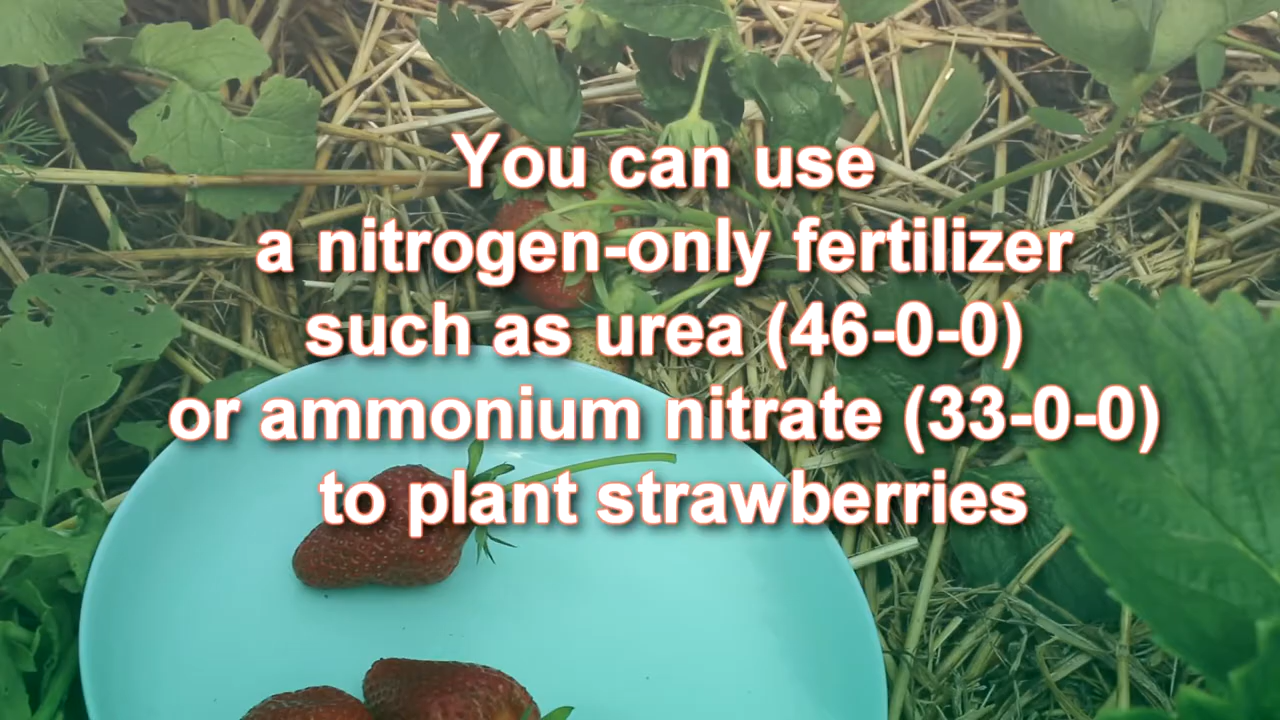 You can use
a nitrogen-only fertilizer
such as urea (46-0-0)
or ammonium nitrate (33-0-0)
to plant strawberries